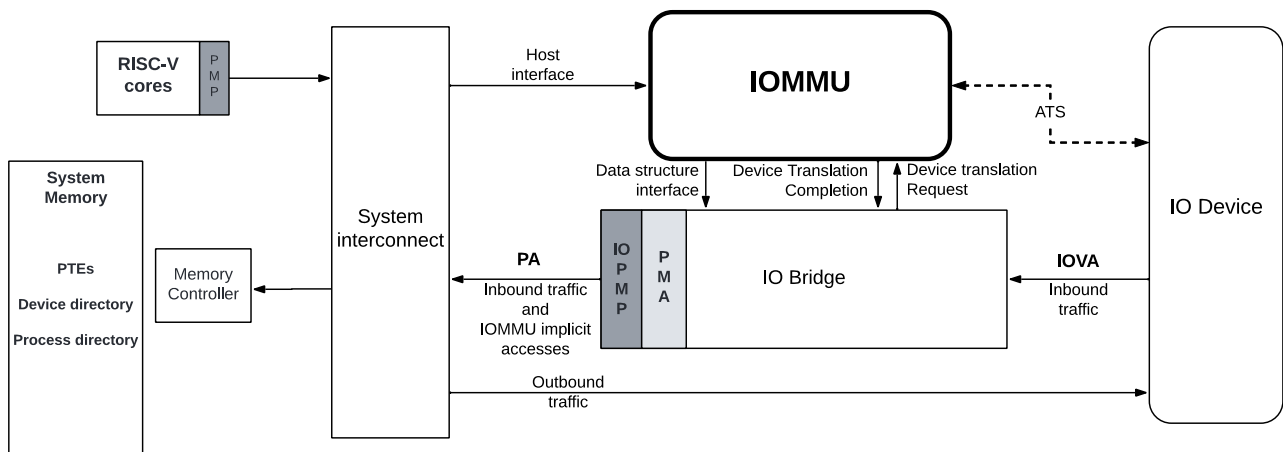 RISC-V
cores
P
M
P
System
Memory
PTEs
Device directory
Process directory
Memory
Controller
System
interconnect
Host
interface
IOMMU
ATS
Data structure
interface
Device Translation
Completion
Device translation
Request
IO Device
IO
P
M
P
P
M
A
IO Bridge
PA
Inbound traffic
and
IOMMU implicit
accesses
IOVA
Inbound
traffic
Outbound
traffic